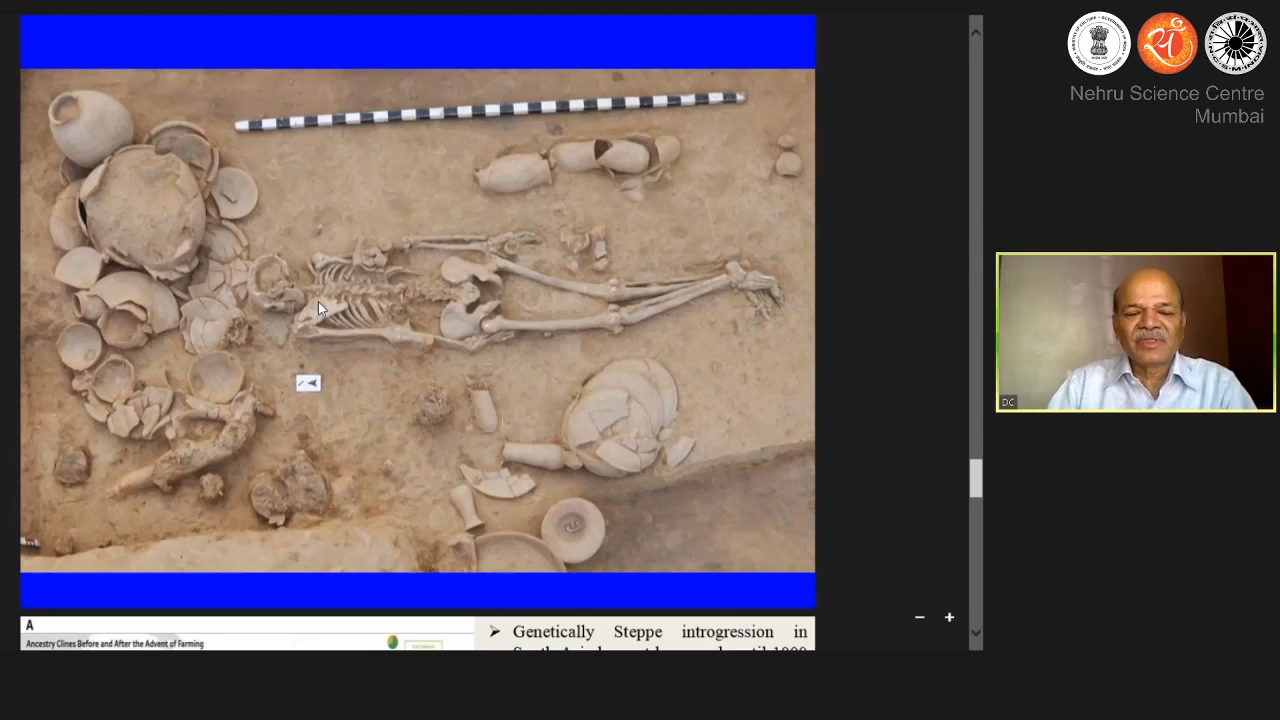 Nehru Science Centre
Mumbai
DC
A
Ancestry Clines Before and After the Advent of Farming
➤ Genetically Steppe introgression in